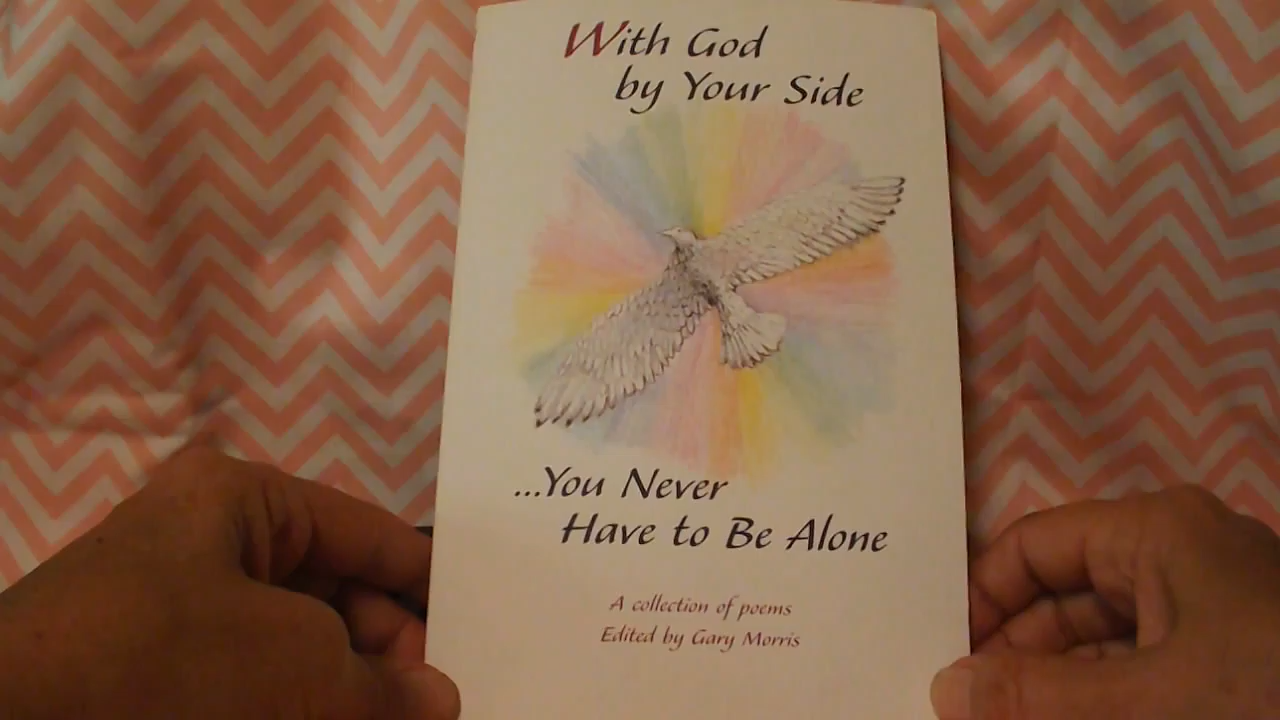 With God
by Your Side
...You Never
Have to Be Alone
A collection of poems
Edited by Gary Morris